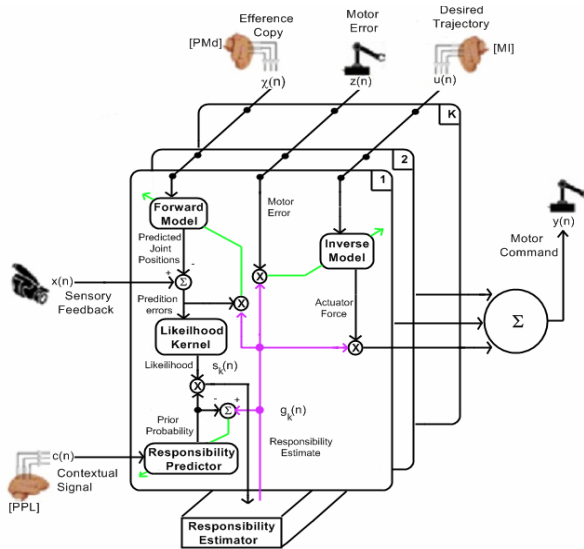 Efference
Copy
[PMd]
χ(n)
Motor
Error
z(n)
Desired
Trajectory
[MI]
u(n)
K
2
1
Forward
Model
Motor
Error
Inverse
Model
Predicted
Joint
Positions
- +
Σ
x(n)
Sensory
Feedback
Predition
errors
X
X
Actuator
Force
X
Likeilhood
Kernel
Likeilihood
s_k(n)
X
- +
Σ
g_k(n)
Prior
Probability
Responsibility
Estimate
c(n)
Contextual
Signal
[PPL]
Responsibility
Predictor
Responsibility
Estimator
Σ
Motor
Command
y(n)